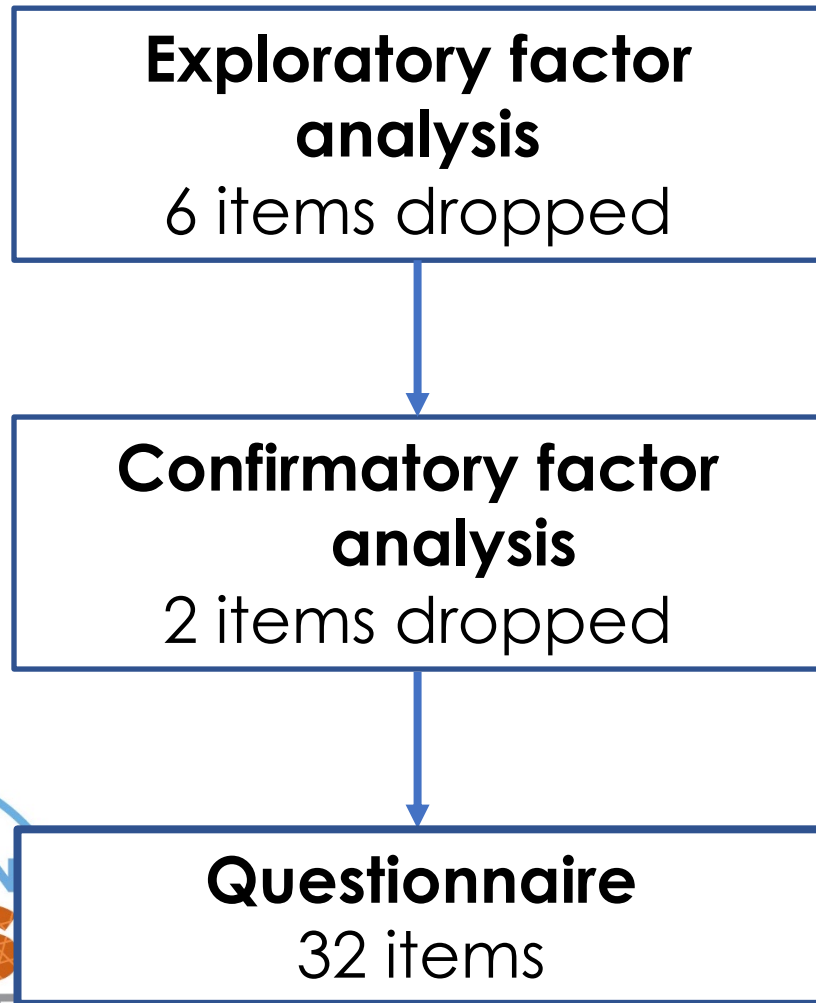 Exploratory factor
analysis
6 items dropped
Confirmatory factor
analysis
2 items dropped
Questionnaire
32 items